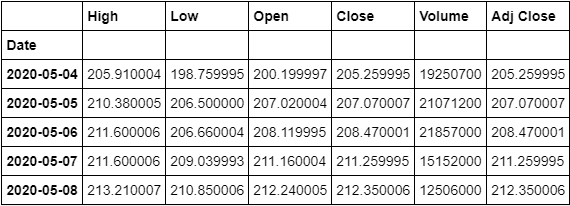 High Low Open Close Volume Adj Close
Date
2020-05-04 205.910004 198.759995 200.199997 205.259995 19250700 205.259995
2020-05-05 210.380005 206.500000 207.020004 207.070007 21071200 207.070007
2020-05-06 211.600006 206.660004 208.119995 208.470001 21857000 208.470001
2020-05-07 211.600006 209.039993 211.160004 211.259995 15152000 211.259995
2020-05-08 213.210007 210.850006 212.240005 212.350006 12506000 212.350006